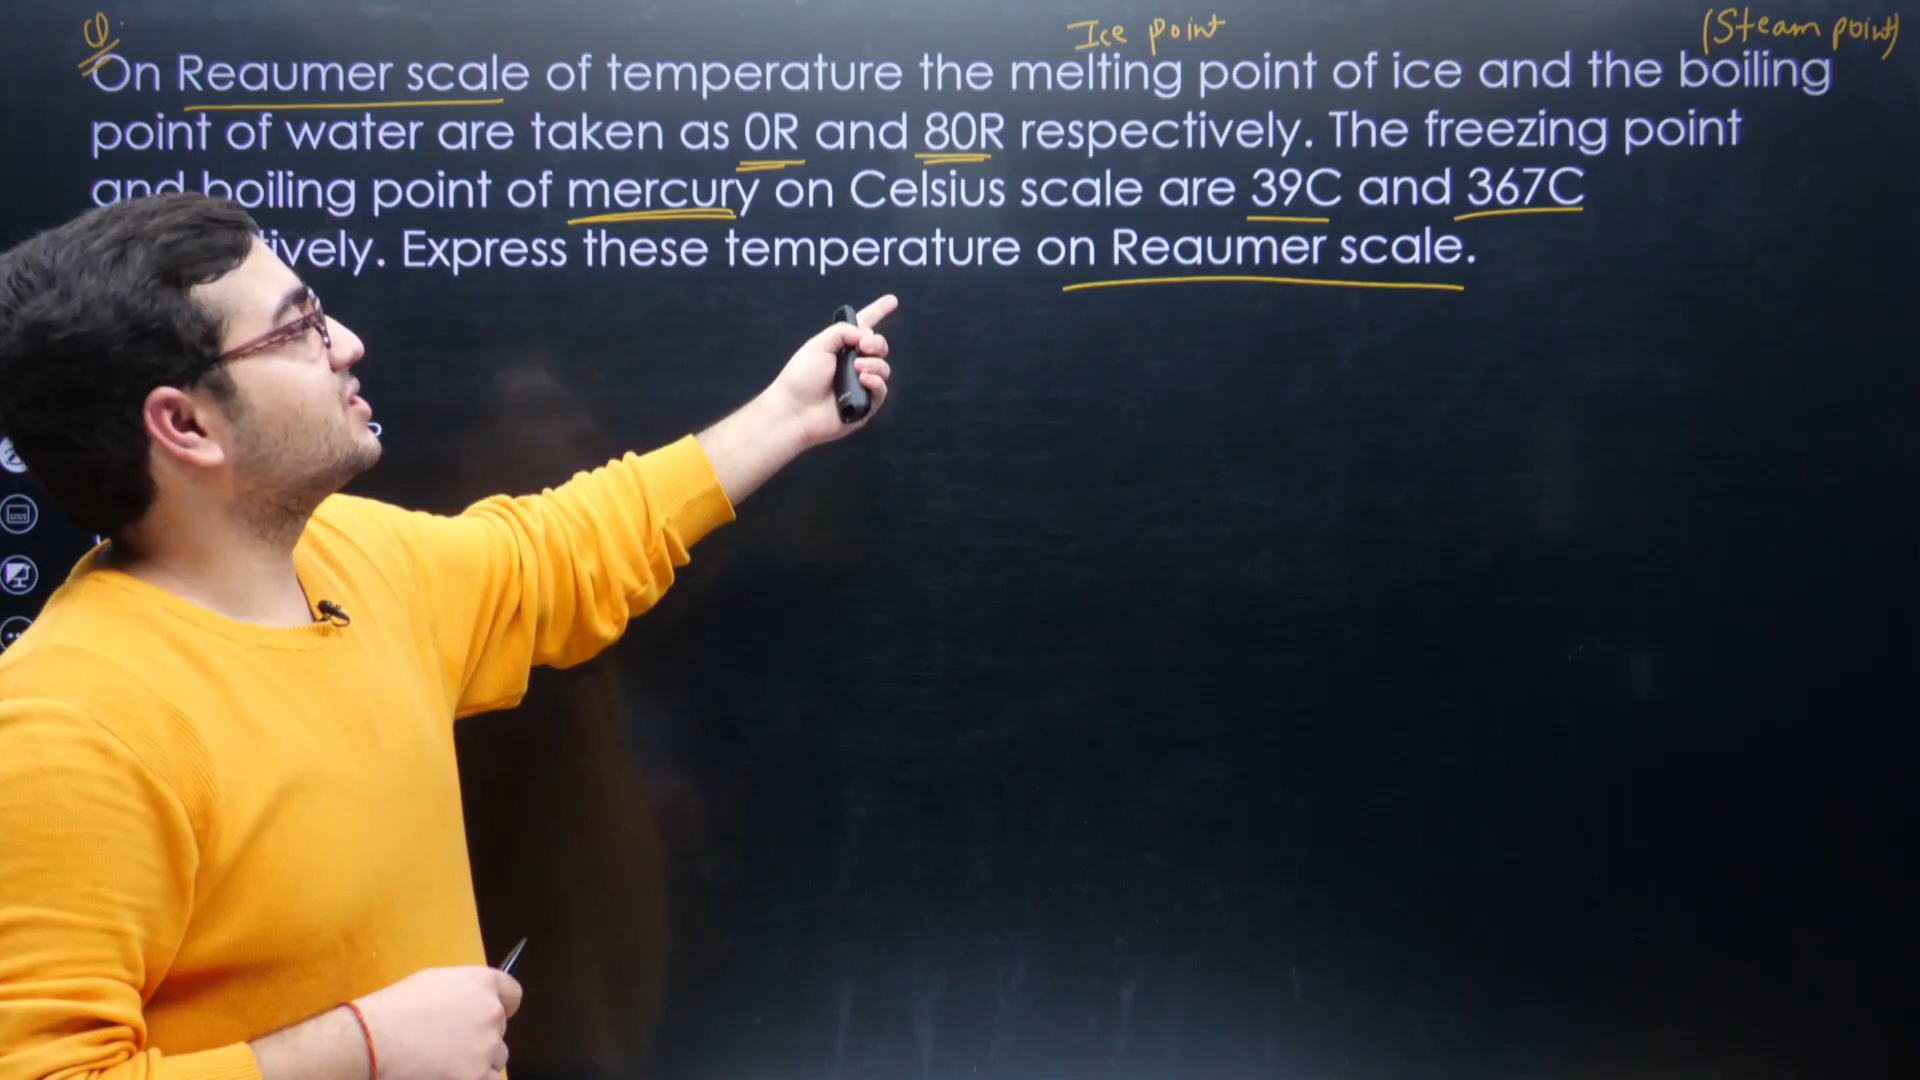 Q.
Ice point
(Steam point)
On Reaumer scale of temperature the melting point of ice and the boiling
point of water are taken as 0R and 80R respectively. The freezing point
and boiling point of mercury on Celsius scale are 39C and 367C
tively. Express these temperature on Reaumer scale.